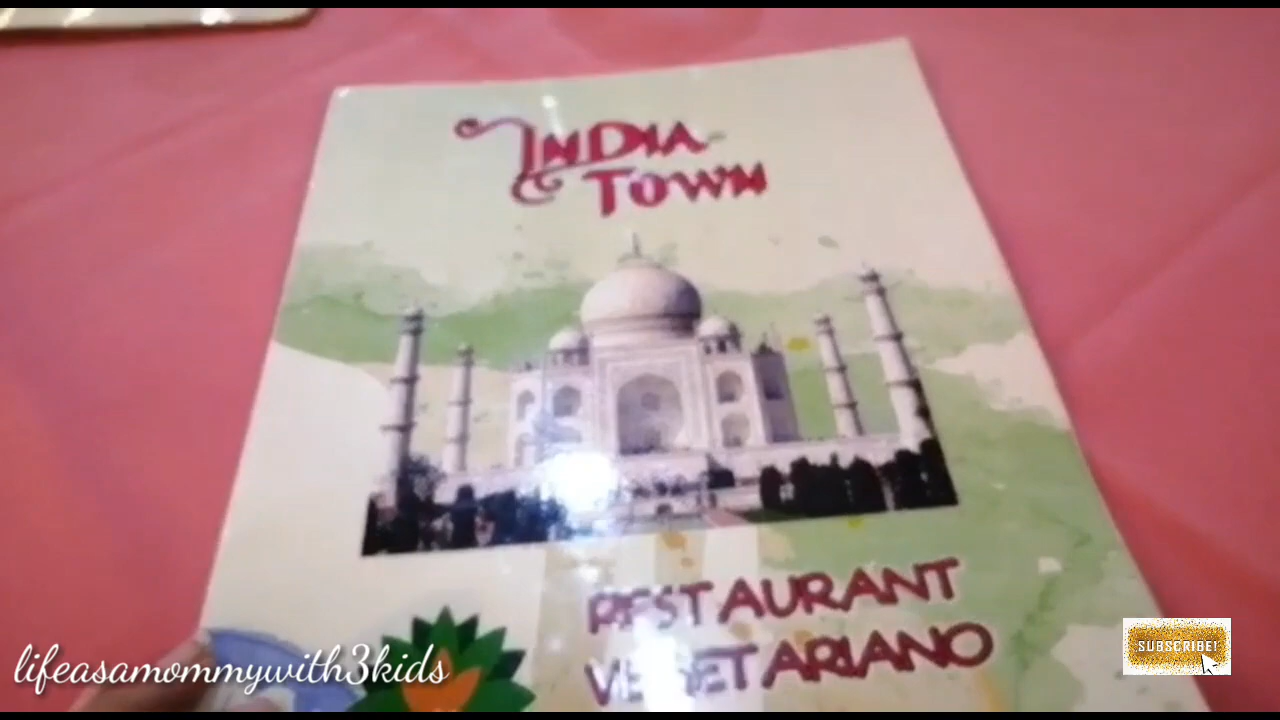 INDIA
TOWN
RESTAURANT
VEGETARIANO
lifeasamommywith3kids
SUBSCRIBE!